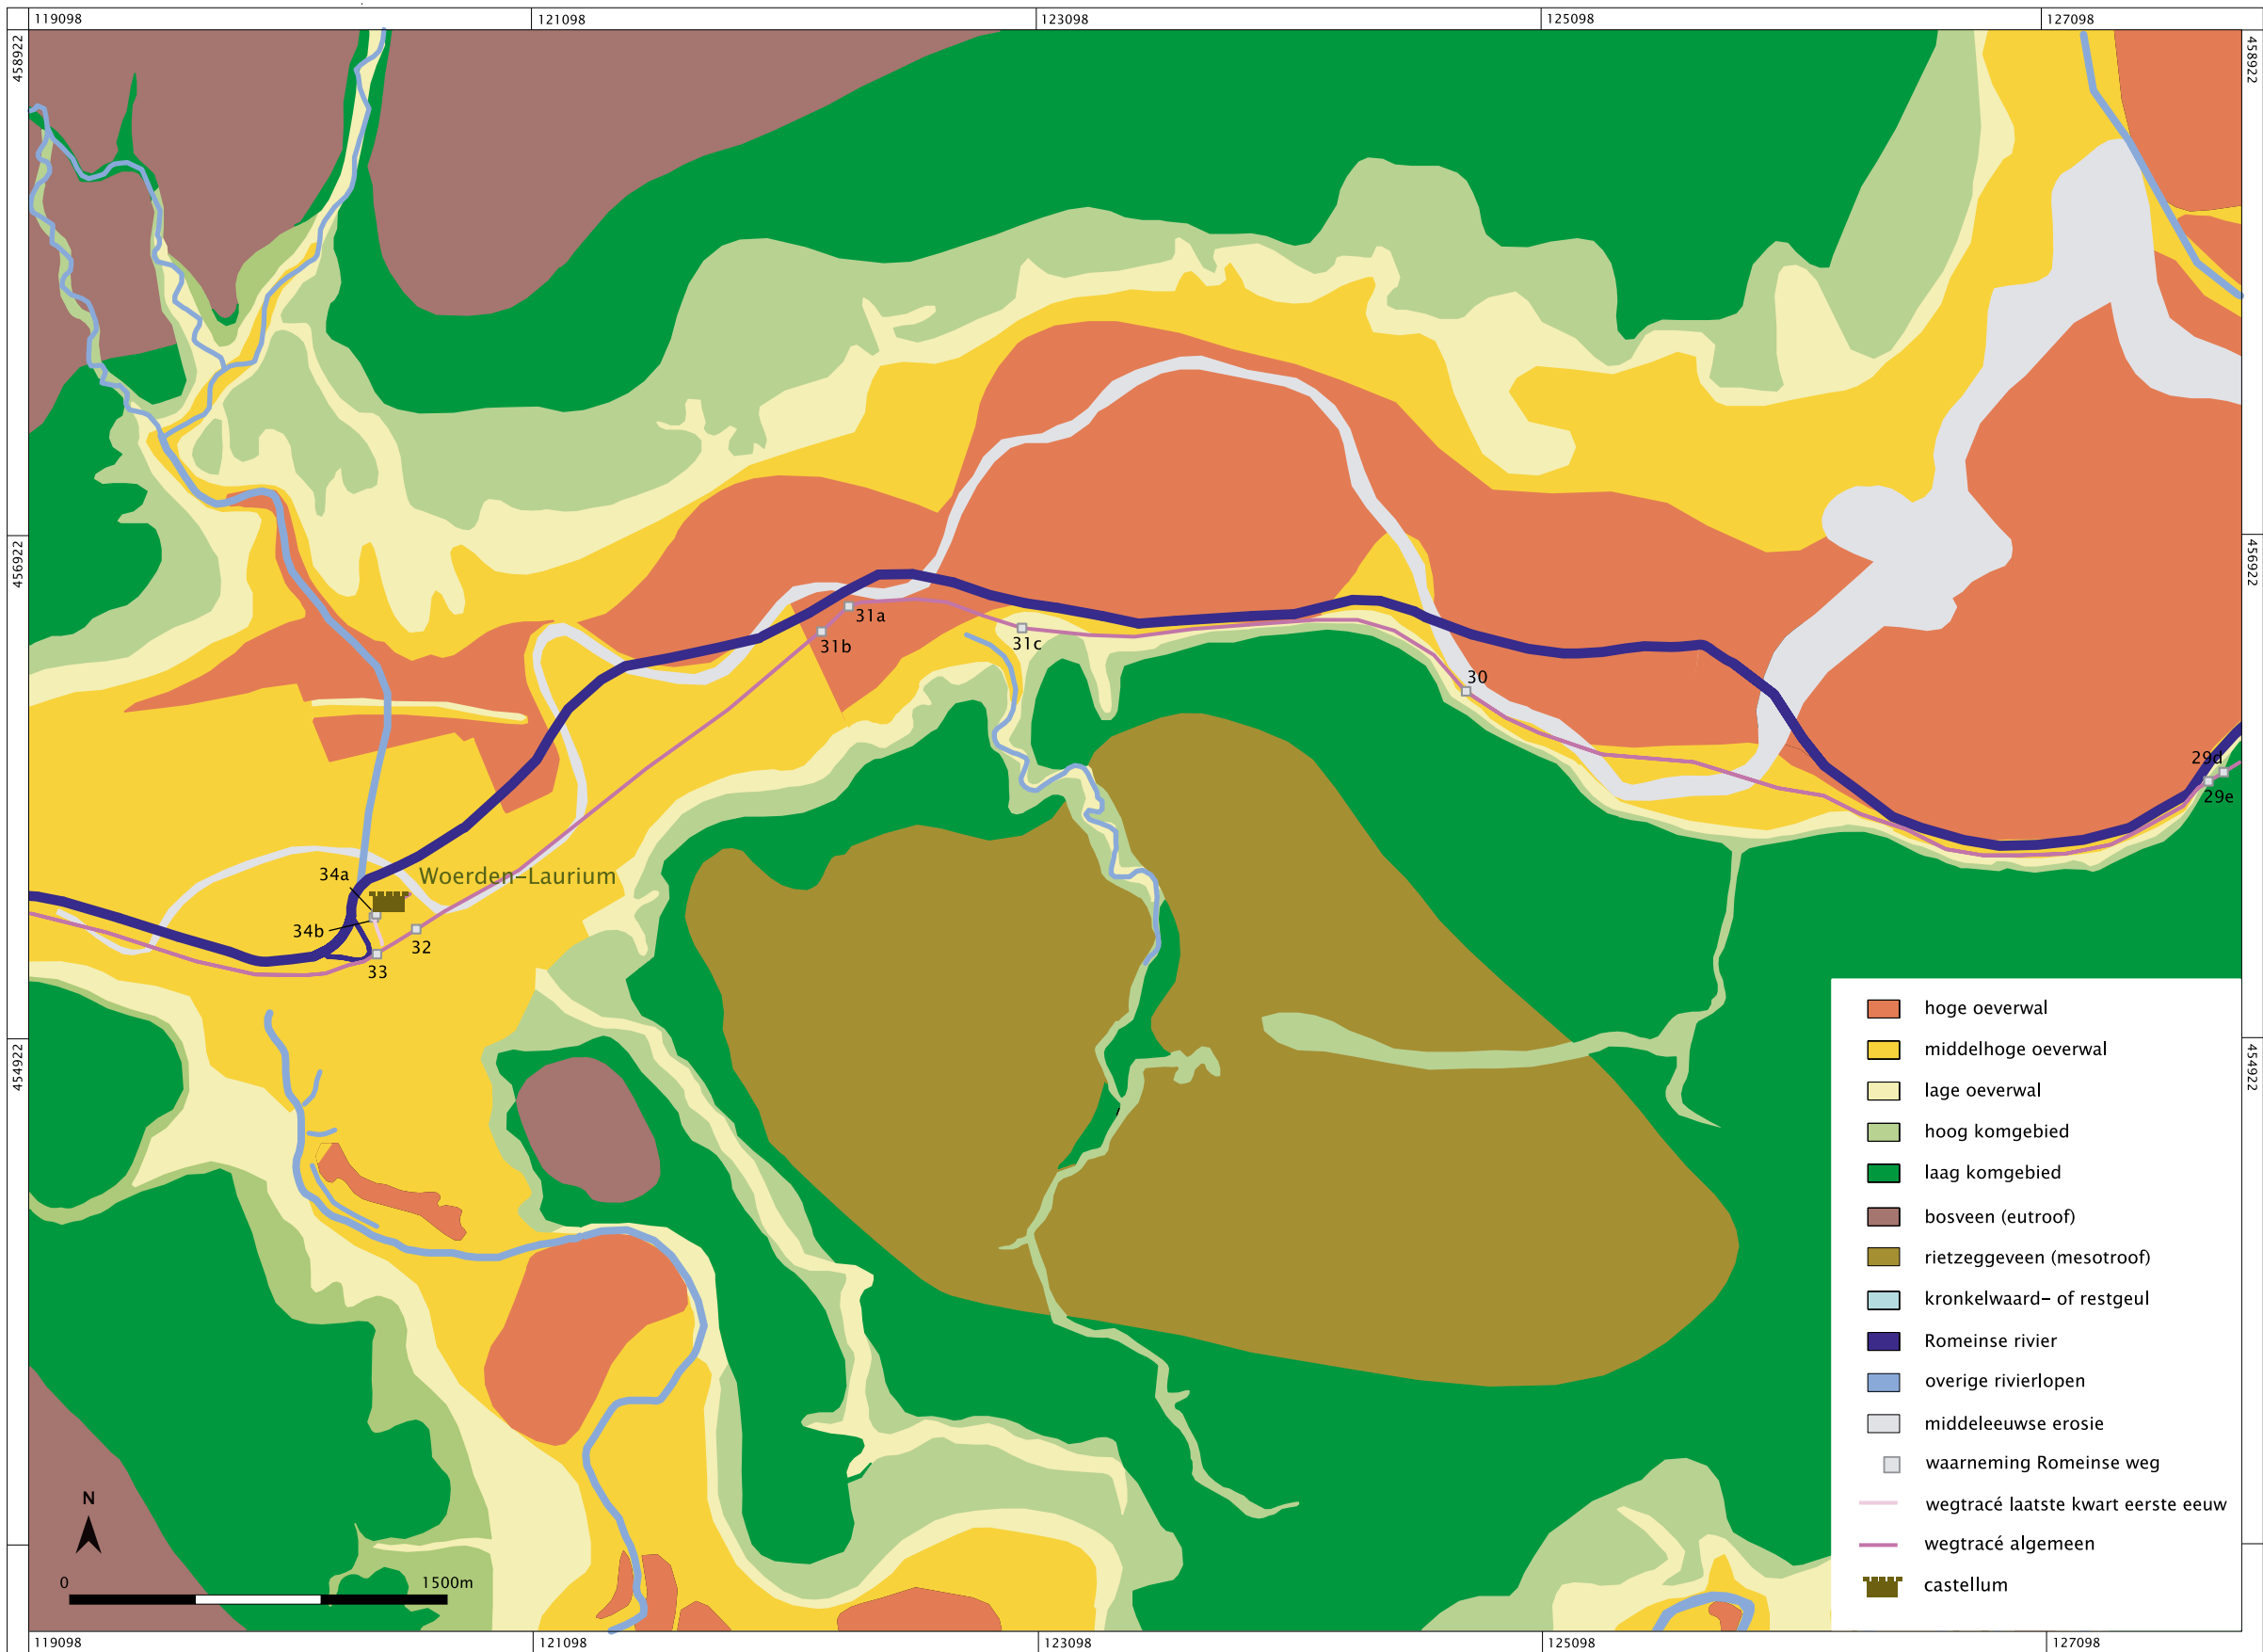 119098
121098
123098
125098
127098
458922
458922
456922
456922
31a
31b
31c
30
29d
29e
34a
Woerden-Laurium
34b
32
33
454922
454922
hoge oeverwal
middelhoge oeverwal
lage oeverwal
hoog komgebied
laag komgebied
bosveen (eutroof)
rietzeggeveen (mesotroof)
kronkelwaard- of restgeul
Romeinse rivier
overige rivierlopen
middeleeuwse erosie
waarneming Romeinse weg
wegtracé laatste kwart eerste eeuw
wegtracé algemeen
castellum
N
0
1500m
119098
121098
123098
125098
127098